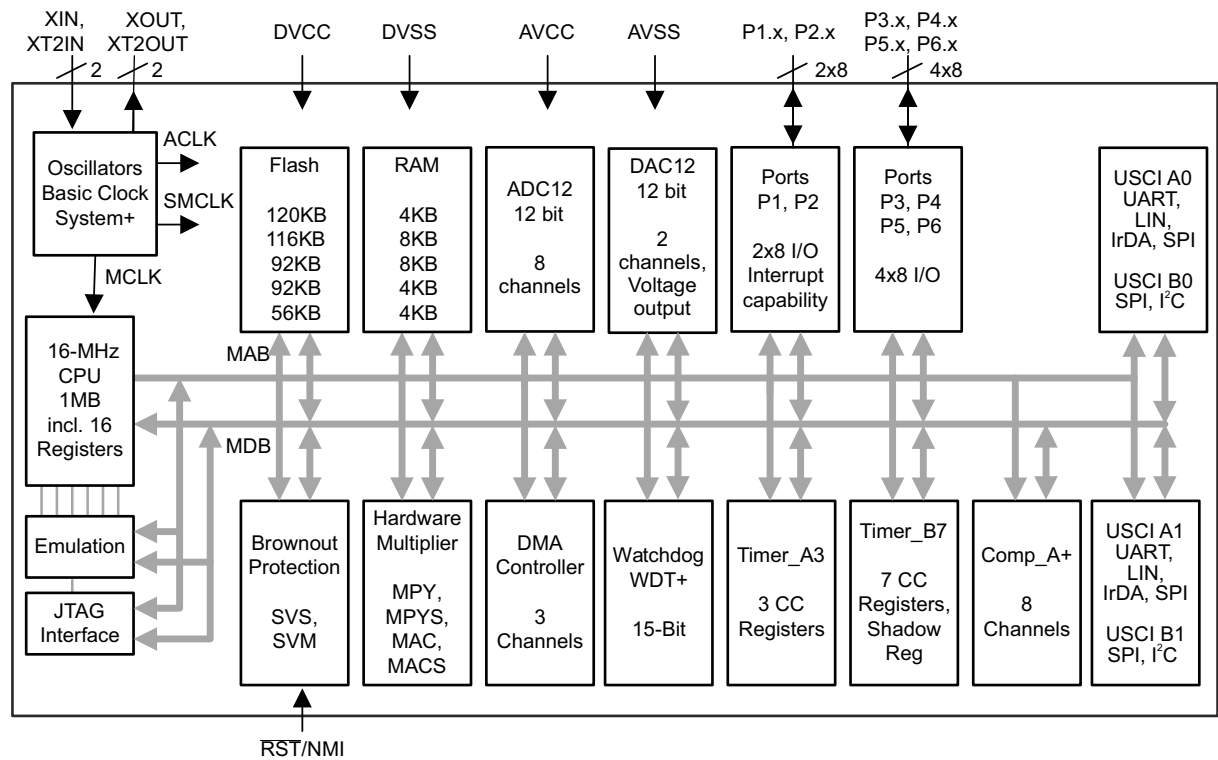 XIN,
XT2IN
2
XOUT,
XT2OUT
2
DVCC
DVSS
AVCC
AVSS
P1.x, P2.x
2x8
P3.x, P4.x
P5.x, P6.x
4x8
Oscillators
Basic Clock
System+
ACLK
SMCLK
MCLK
Flash
120KB
116KB
92KB
92KB
56KB
RAM
4KB
8KB
8KB
4KB
4KB
ADC12
12 bit
8
channels
DAC12
12 bit
2
channels,
Voltage
output
Ports
P1, P2
2x8 I/O
Interrupt
capability
Ports
P3, P4
P5, P6
4x8 I/O
USCI A0
UART,
LIN,
IrDA, SPI
USCI B0
SPI, I²C
16-MHz
CPU
1MB
incl. 16
Registers
MAB
MDB
Emulation
JTAG
Interface
Brownout
Protection
SVS,
SVM
Hardware
Multiplier
MPY,
MPYS,
MAC,
MACS
DMA
Controller
3
Channels
Watchdog
WDT+
15-Bit
Timer_A3
3 CC
Registers
Timer_B7
7 CC
Registers,
Shadow
Reg
Comp_A+
8
Channels
USCI A1
UART,
LIN,
IrDA, SPI
USCI B1
SPI, I²C
RST/NMI